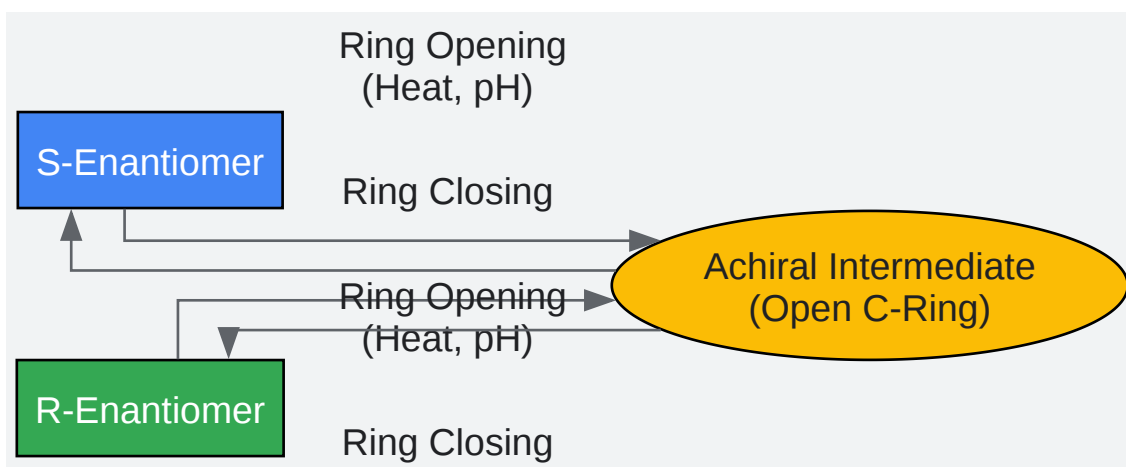 Ring Opening
(Heat, pH)
S-Enantiomer
Ring Closing
Achiral Intermediate
(Open C-Ring)
Ring Opening
(Heat, pH)
R-Enantiomer
Ring Closing